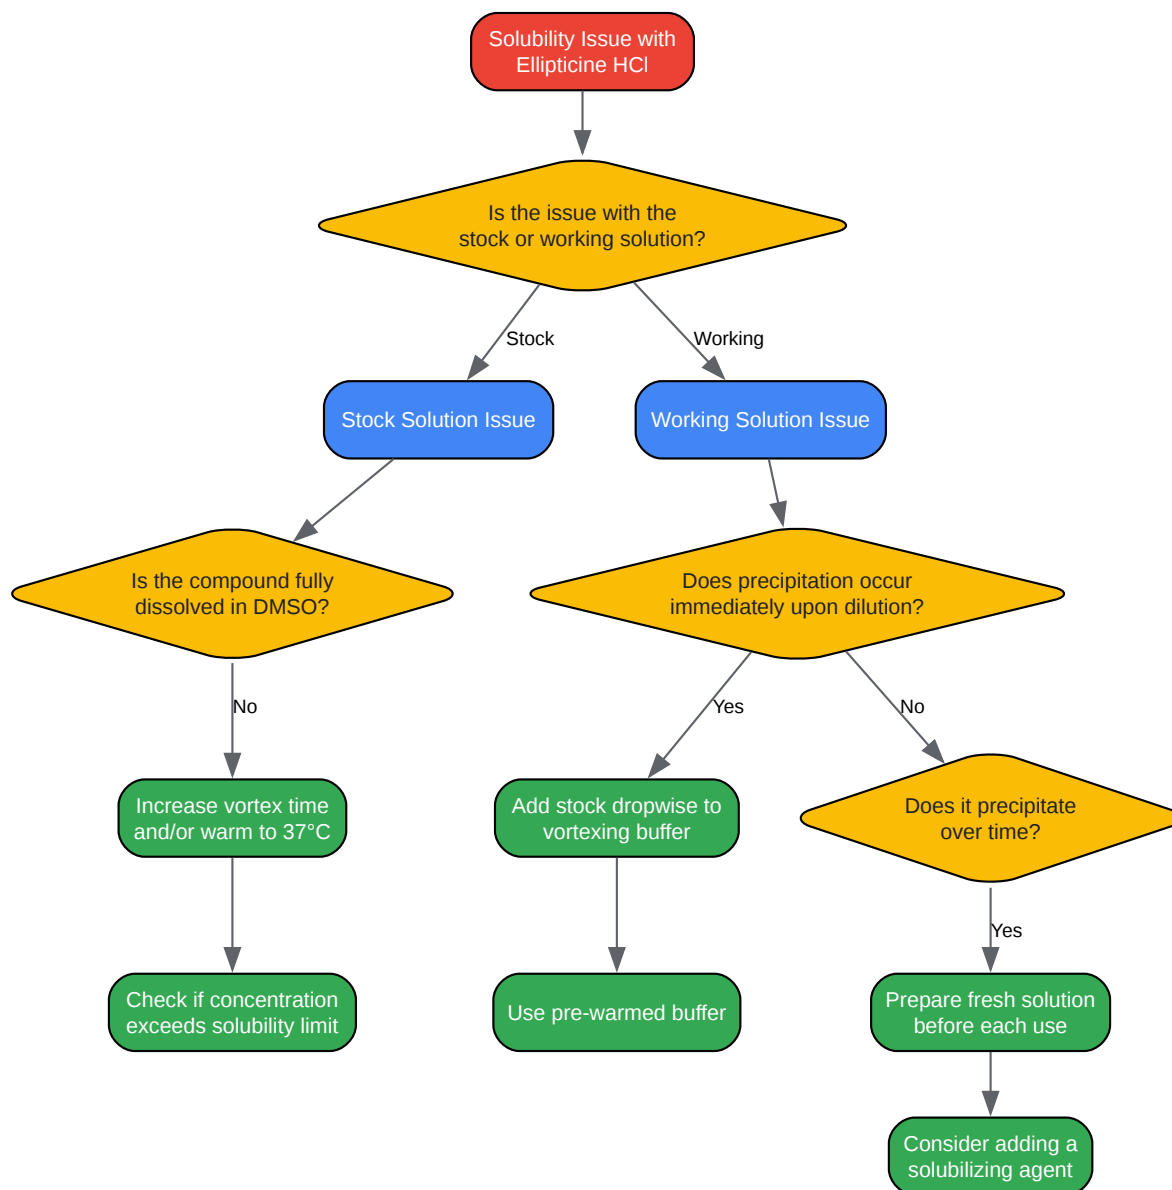 Solubility Issue with
Ellipticine HCl
Is the issue with the
stock or working solution?
Stock
Working
Stock Solution Issue
Working Solution Issue
Is the compound fully
dissolved in DMSO?
Does precipitation occur
immediately upon dilution?
No
Yes
No
Increase vortex time
and/or warm to 37°C
Add stock dropwise to
vortexing buffer
Does it precipitate
over time?
Yes
Check if concentration
exceeds solubility limit
Use pre-warmed buffer
Prepare fresh solution
before each use
Consider adding a
solubilizing agent